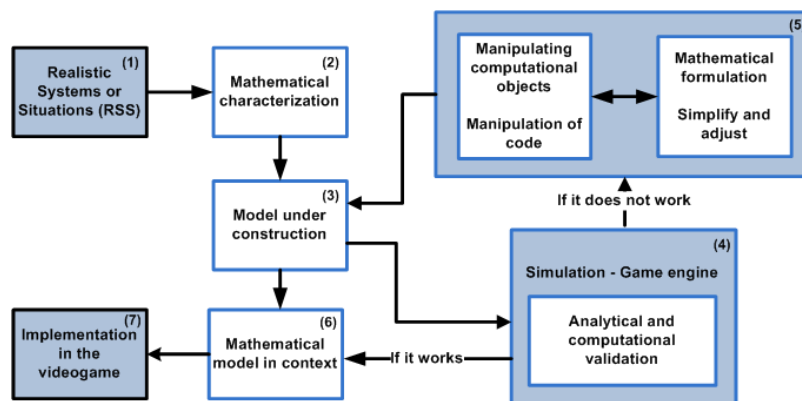 (1)
Realistic
Systems or
Situations (RSS)
(2)
Mathematical
characterization
(3)
Model under
construction
(4)
Simulation - Game engine
Analytical and
computational
validation
If it does not work
(5)
Manipulating
computational
objects
Manipulation of
code
Mathematical
formulation
Simplify and
adjust
If it works
(6)
Mathematical
model in context
(7)
Implementation
in the
videogame